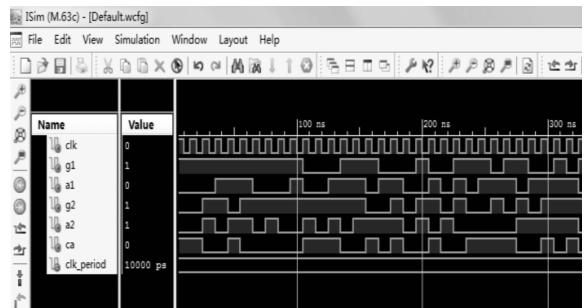 ISim (M.63c) - [Default.wcfg]
File Edit View Simulation Window Layout Help
Name Value
100 ns 200 ns 300 ns
clk 0
g1 1
a1 0
g2 1
a2 1
ca 0
clk_period 10000 ps